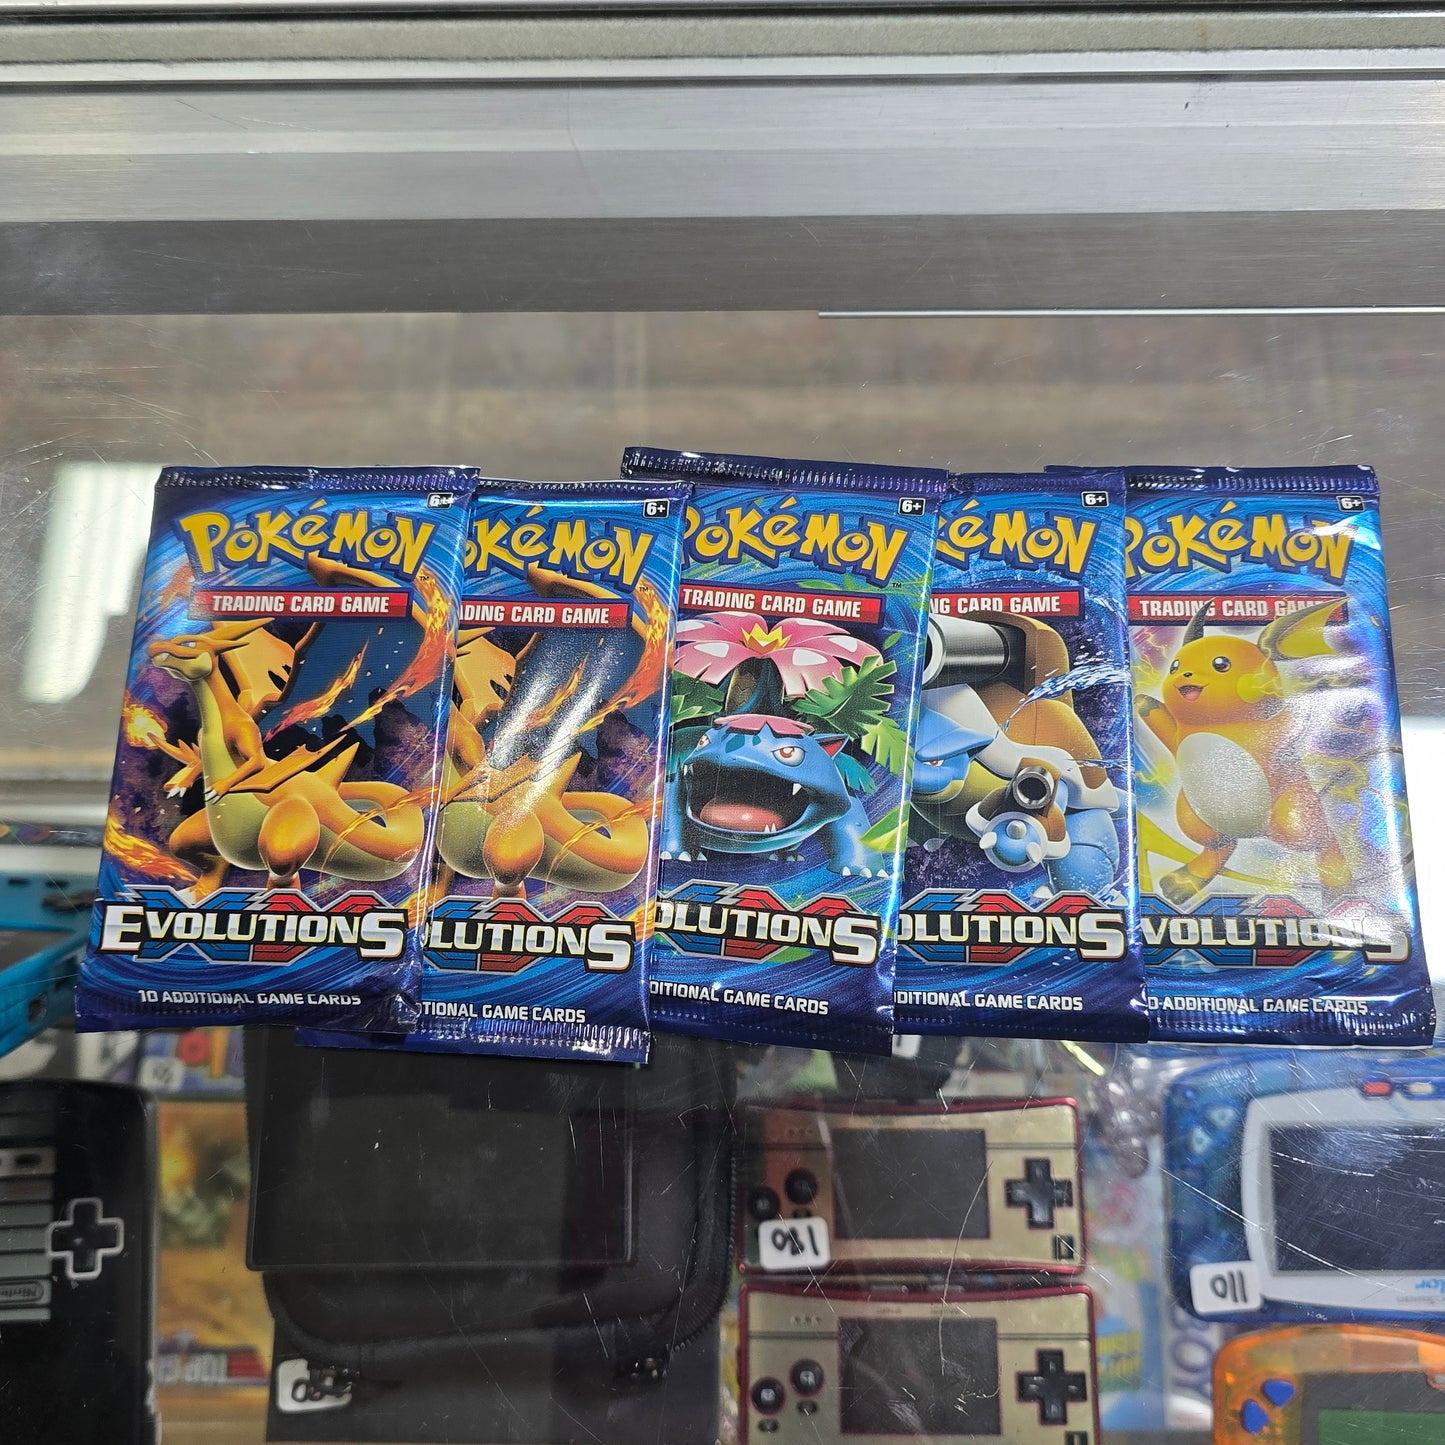 6+
POKÉMON
TRADING CARD GAME
EVOLUTIONS
10 ADDITIONAL GAME CARDS
6+
OKÉMON
ADING CARD GAME
OLUTIONS
TIONAL GAME CARDS
6+
POKÉMON
TRADING CARD GAME
OLUTIONS
DITIONAL GAME CARDS
6+
KÉMON
NG CARD GAME
OLUTIONS
DITIONAL GAME CARDS
6+
POKÉMON
TRADING CARD GAME
VOLUTIONS
ADDITIONAL GAME CARDS
180
110